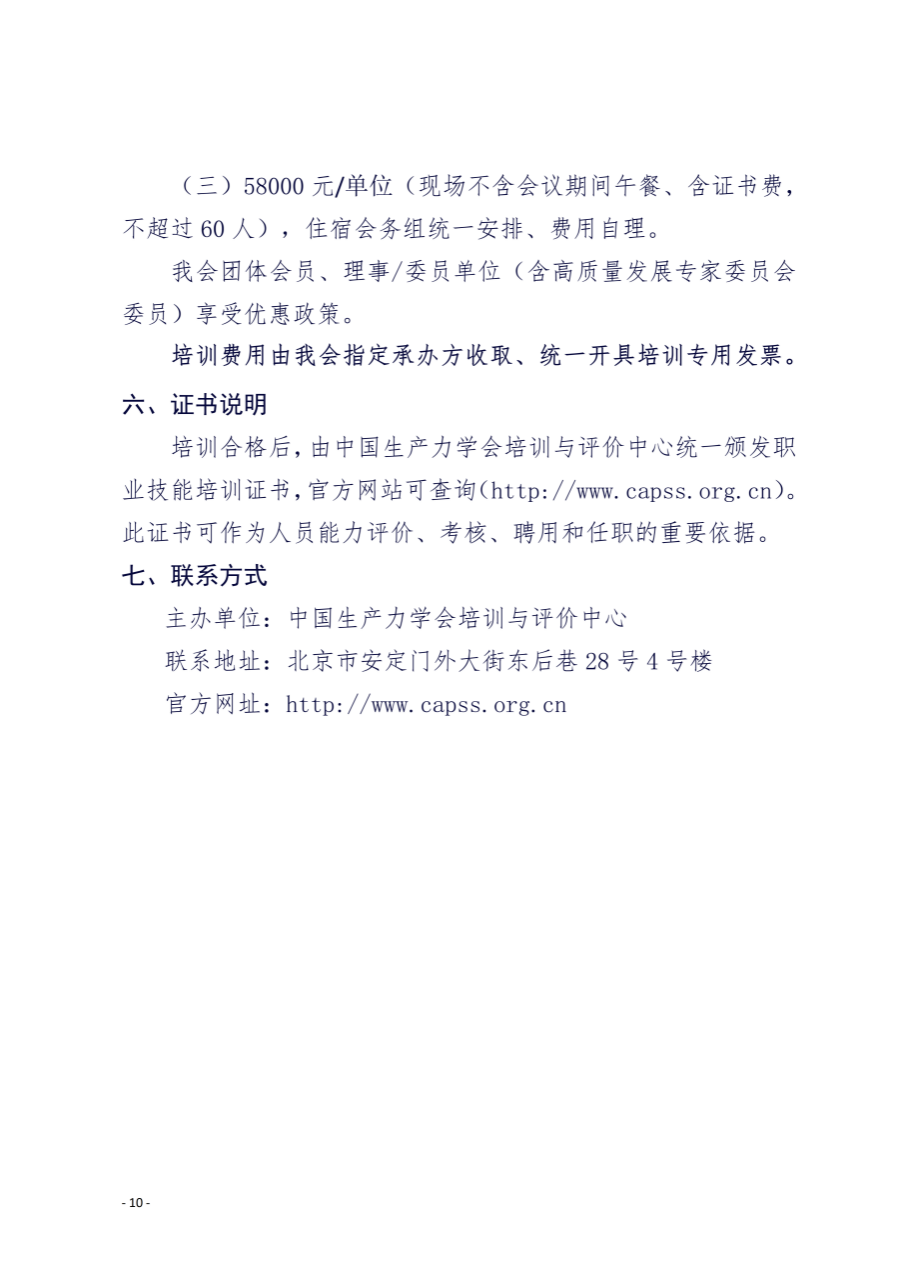 （三）58000 元/单位（现场不含会议期间午餐、含证书费，
不超过 60 人），住宿会务组统一安排、费用自理。
我会团体会员、理事/委员单位（含高质量发展专家委员会
委员）享受优惠政策。
培训费用由我会指定承办方收取、统一开具培训专用发票。
六、证书说明
培训合格后，由中国生产力学会培训与评价中心统一颁发职
业技能培训证书，官方网站可查询（http://www.capss.org.cn）。
此证书可作为人员能力评价、考核、聘用和任职的重要依据。
七、联系方式
主办单位：中国生产力学会培训与评价中心
联系地址：北京市安定门外大街东后巷 28 号 4 号楼
官方网址：http://www.capss.org.cn
- 10 -